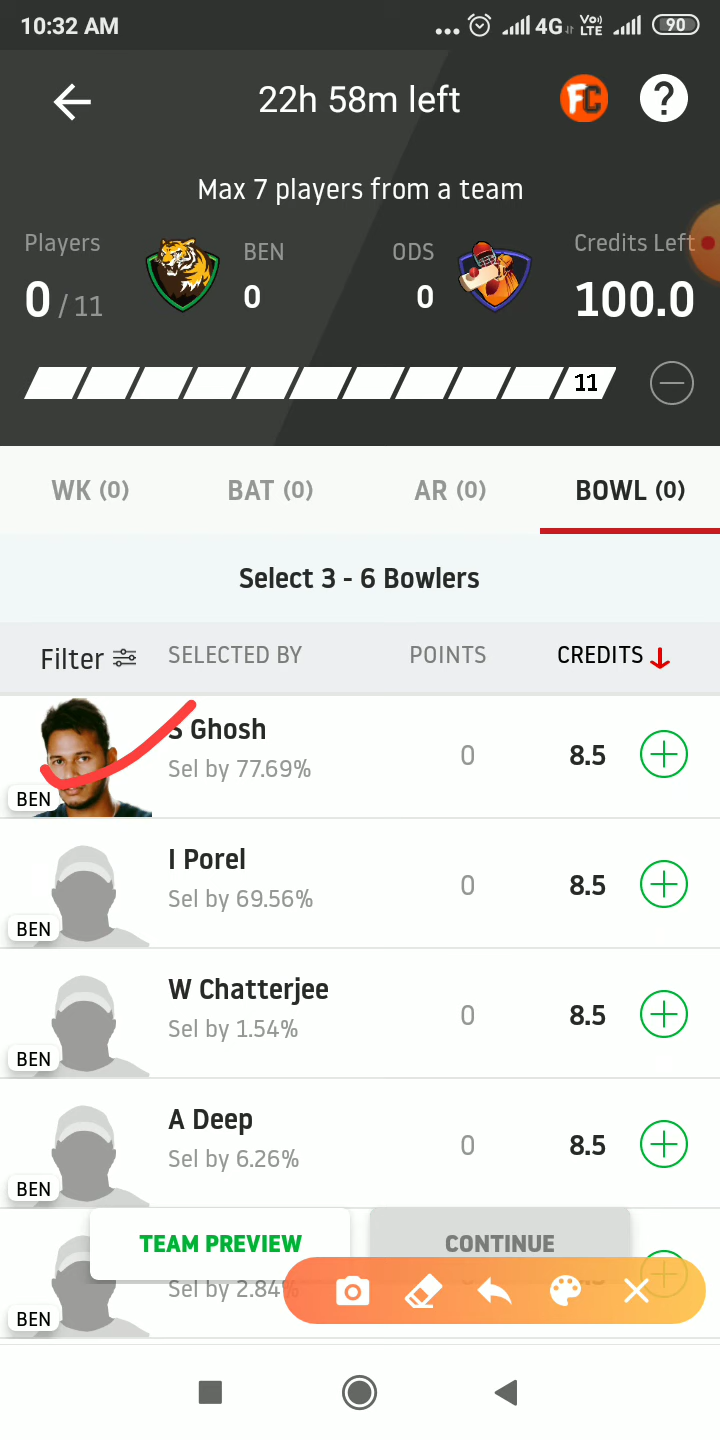 10:32 AM ... 4G Vo) LTE 90
22h 58m left FC ?
Max 7 players from a team
Players BEN ODS Credits Left
0 / 11 0 0 100.0
11
WK (0) BAT (0) AR (0) BOWL (0)
Select 3 - 6 Bowlers
Filter SELECTED BY POINTS CREDITS
S Ghosh
Sel by 77.69% 0 8.5
BEN
I Porel
Sel by 69.56% 0 8.5
BEN
W Chatterjee
Sel by 1.54% 0 8.5
BEN
A Deep
Sel by 6.26% 0 8.5
BEN
TEAM PREVIEW CONTINUE
Sel by 2.84%
BEN